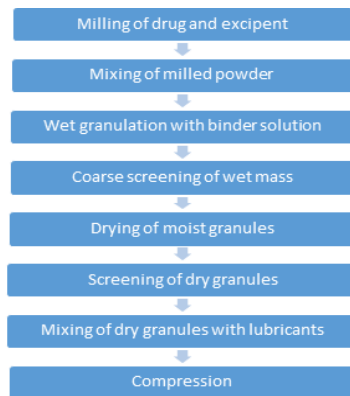 Milling of drug and excipent
Mixing of milled powder
Wet granulation with binder solution
Coarse screening of wet mass
Drying of moist granules
Screening of dry granules
Mixing of dry granules with lubricants
Compression